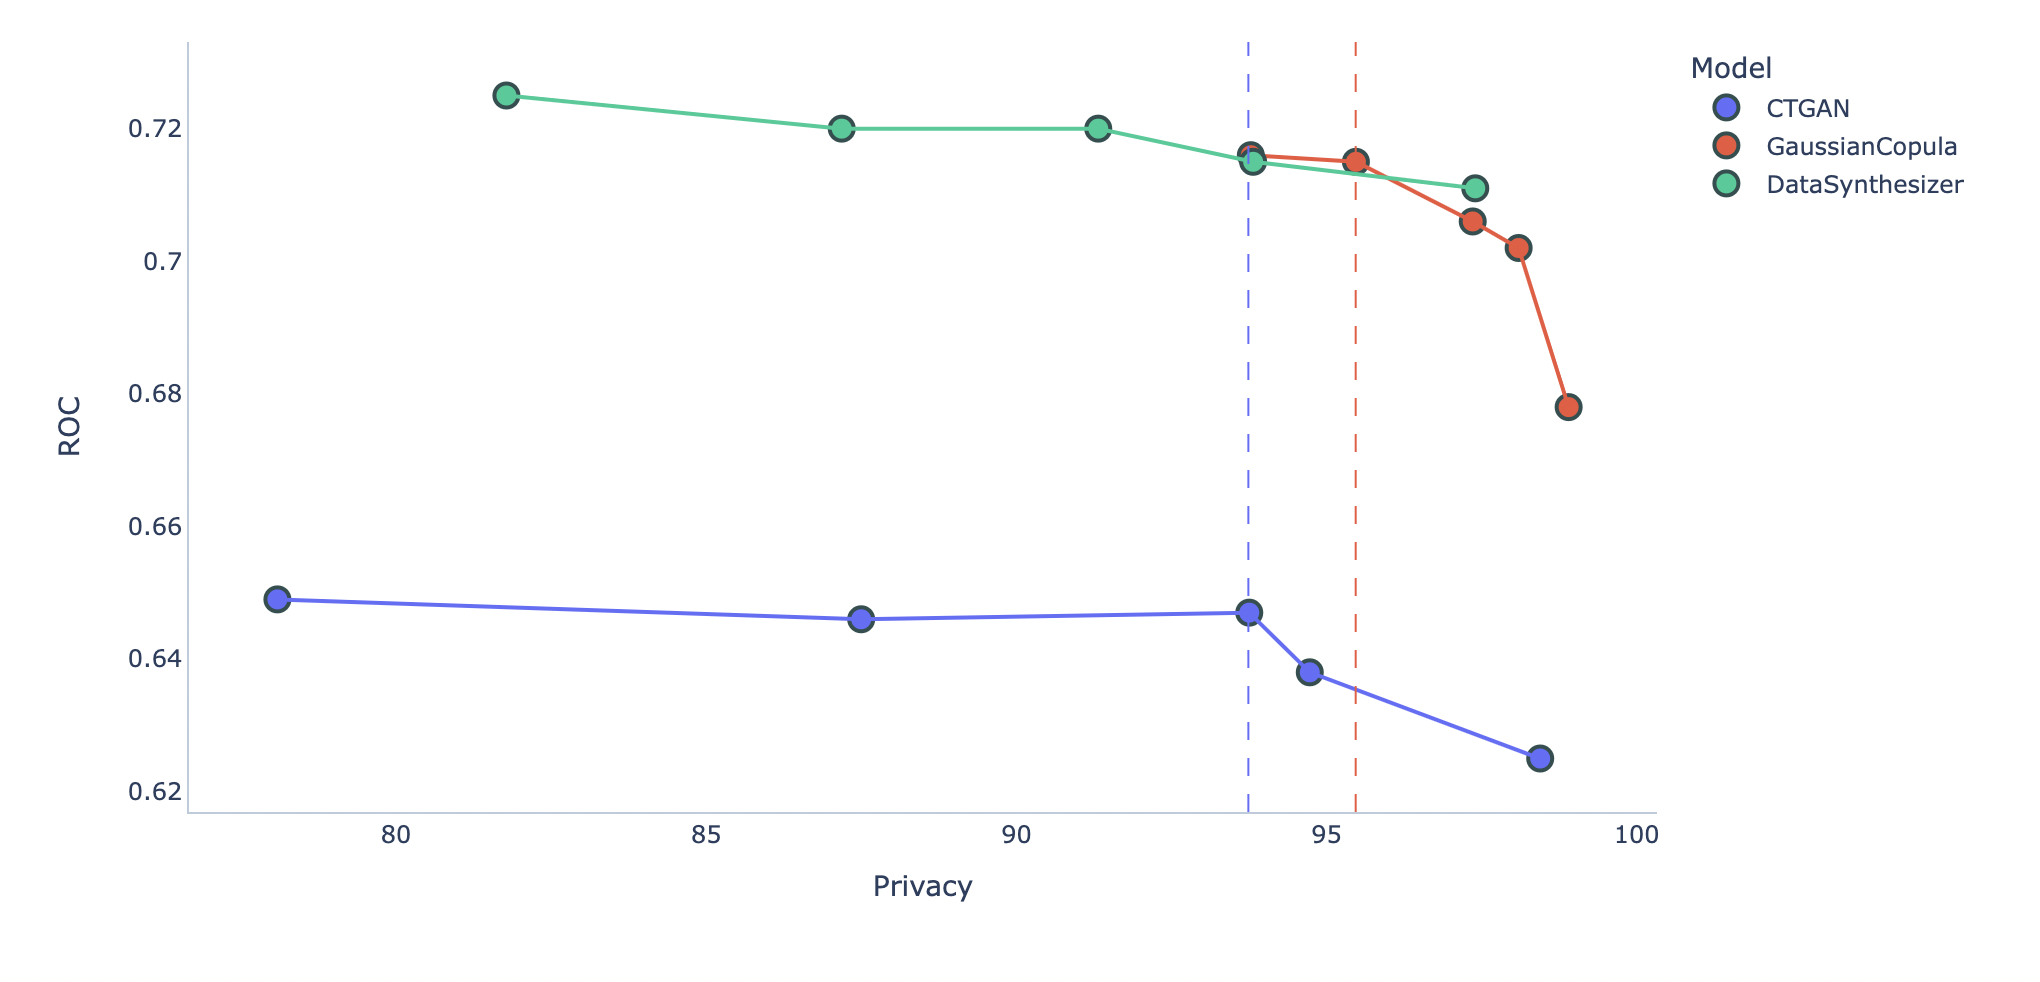 Model
CTGAN
GaussianCopula
DataSynthesizer
ROC
0.72
0.7
0.68
0.66
0.64
0.62
80 85 90 95 100
Privacy